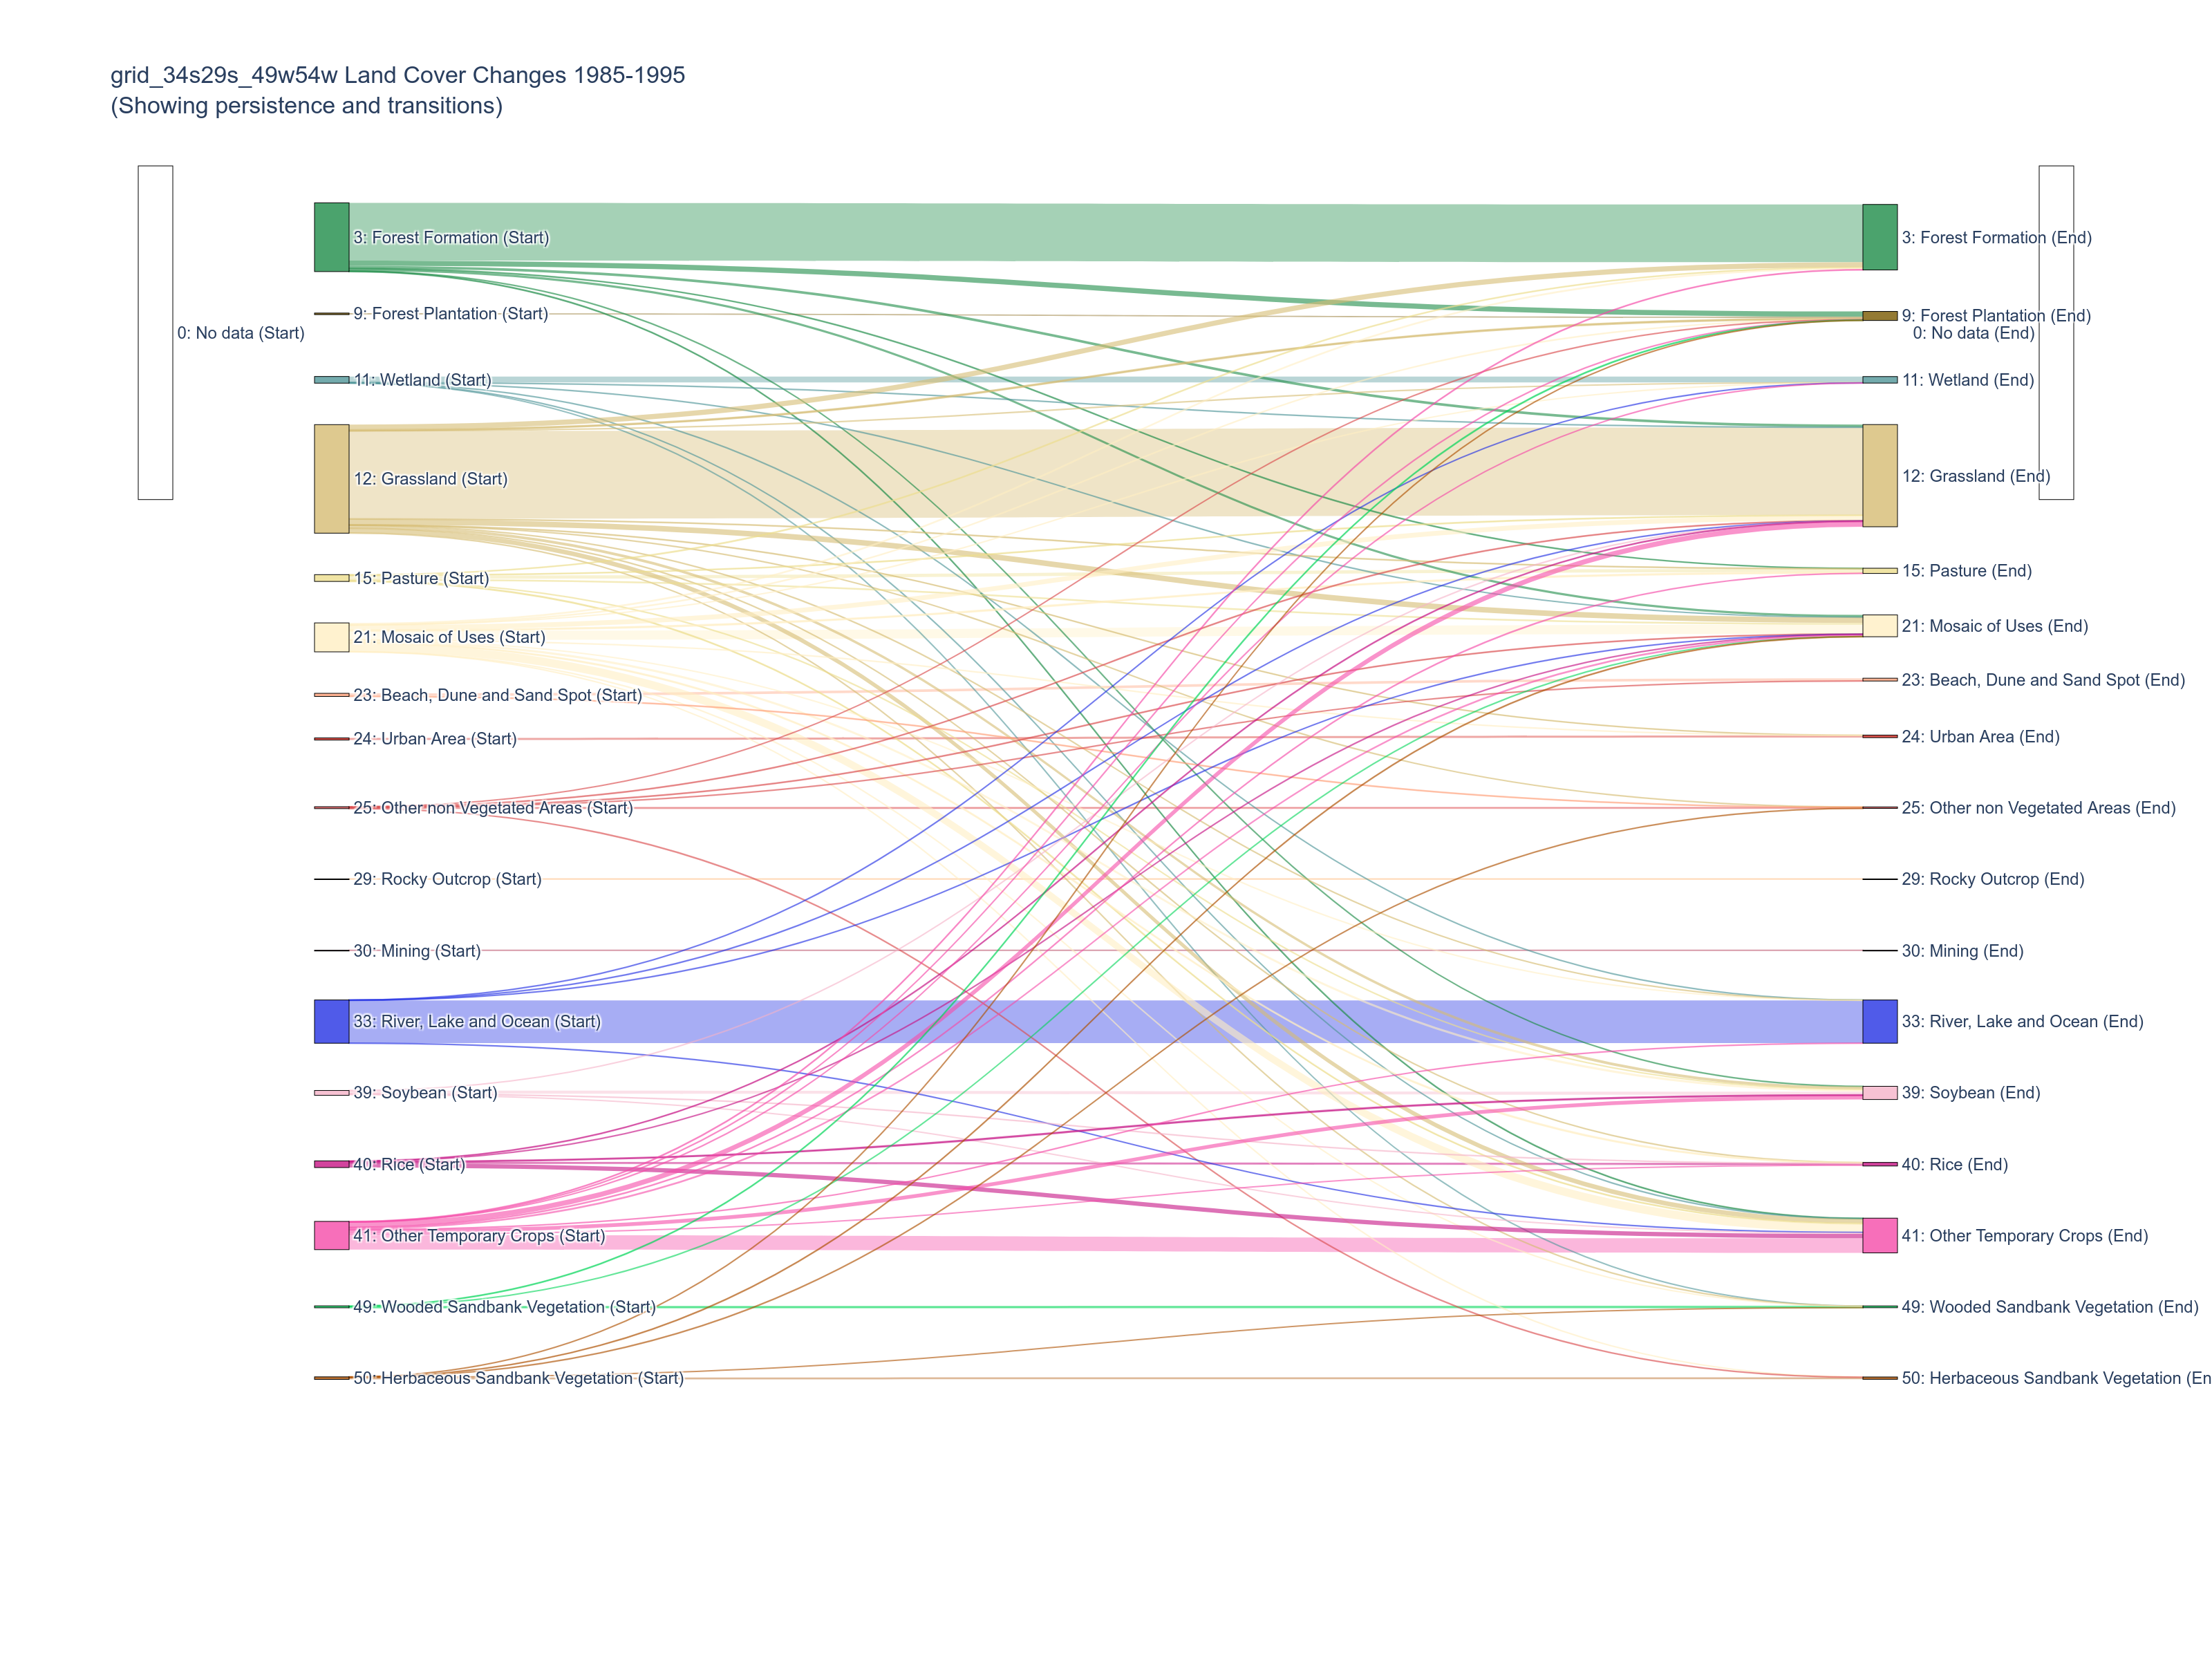 grid_34s29s_49w54w Land Cover Changes 1985-1995
(Showing persistence and transitions)
0: No data (Start)
3: Forest Formation (Start)
9: Forest Plantation (Start)
11: Wetland (Start)
12: Grassland (Start)
15: Pasture (Start)
21: Mosaic of Uses (Start)
23: Beach, Dune and Sand Spot (Start)
24: Urban Area (Start)
25: Other non Vegetated Areas (Start)
29: Rocky Outcrop (Start)
30: Mining (Start)
33: River, Lake and Ocean (Start)
39: Soybean (Start)
40: Rice (Start)
41: Other Temporary Crops (Start)
49: Wooded Sandbank Vegetation (Start)
50: Herbaceous Sandbank Vegetation (Start)
3: Forest Formation (End)
9: Forest Plantation (End)
0: No data (End)
11: Wetland (End)
12: Grassland (End)
15: Pasture (End)
21: Mosaic of Uses (End)
23: Beach, Dune and Sand Spot (End)
24: Urban Area (End)
25: Other non Vegetated Areas (End)
29: Rocky Outcrop (End)
30: Mining (End)
33: River, Lake and Ocean (End)
39: Soybean (End)
40: Rice (End)
41: Other Temporary Crops (End)
49: Wooded Sandbank Vegetation (End)
50: Herbaceous Sandbank Vegetation (En